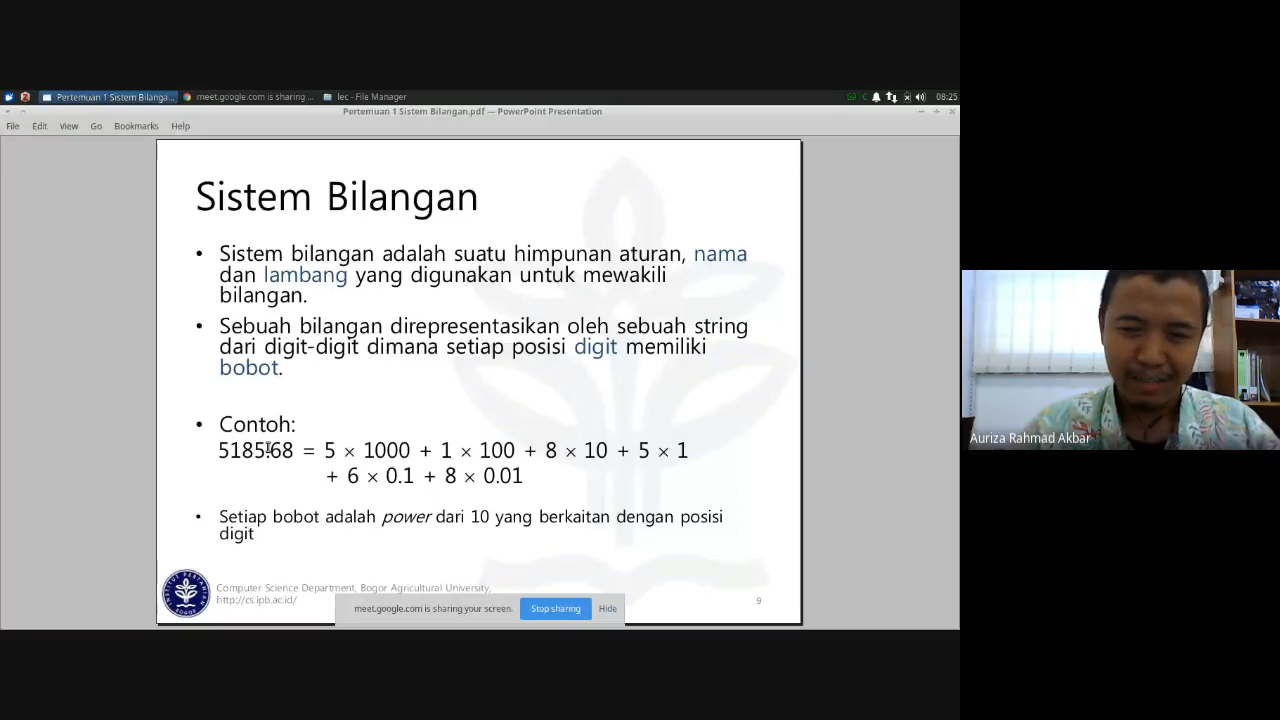 Pertemuan 1 Sistem Bilanga... meet.google.com is sharing ... lec - File Manager 08:25
Pertemuan 1 Sistem Bilangan.pdf — PowerPoint Presentation
File Edit View Go Bookmarks Help
Sistem Bilangan
• Sistem bilangan adalah suatu himpunan aturan, nama
dan lambang yang digunakan untuk mewakili
bilangan.
• Sebuah bilangan direpresentasikan oleh sebuah string
dari digit-digit dimana setiap posisi digit memiliki
bobot.
• Contoh:
5185.68 = 5 × 1000 + 1 × 100 + 8 × 10 + 5 × 1
+ 6 × 0.1 + 8 × 0.01
• Setiap bobot adalah power dari 10 yang berkaitan dengan posisi
digit
Computer Science Department, Bogor Agricultural University,
http://cs.ipb.ac.id/
9
meet.google.com is sharing your screen. Stop sharing Hide
Auriza Rahmad Akbar